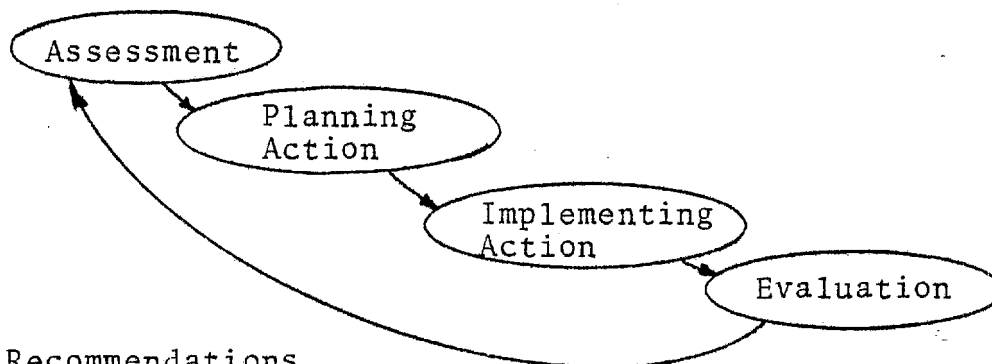 Assessment
Planning
Action
Implementing
Action
Evaluation
Recommendations